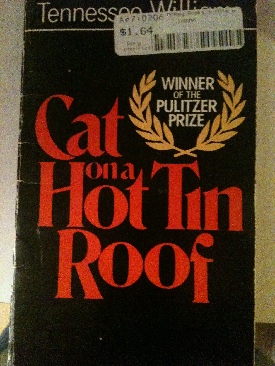 Tennessee Williams
$1.64
WINNER
OF THE
PULITZER
PRIZE
Cat
on a
Hot Tin
Roof